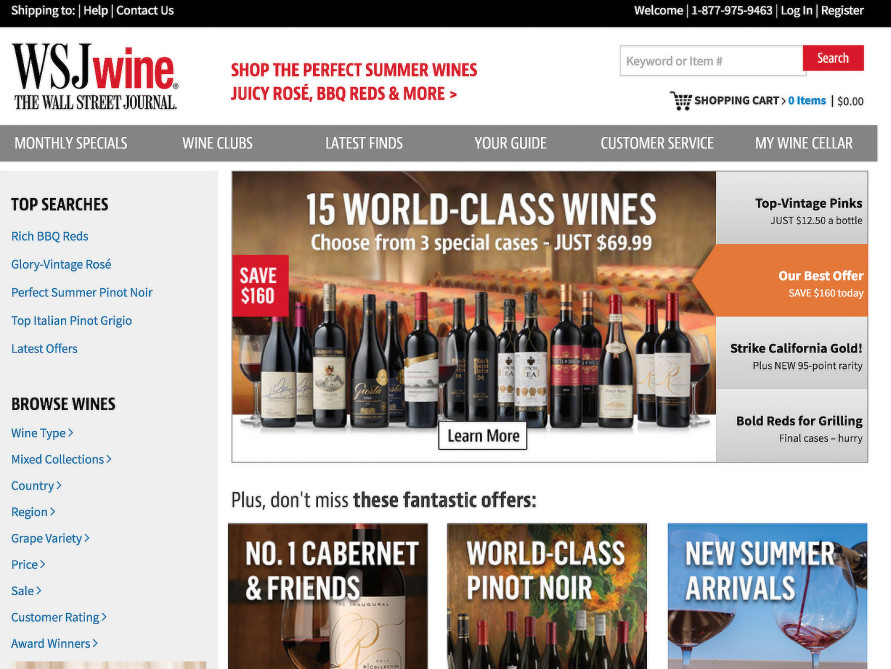 Shipping to: | Help | Contact Us
Welcome | 1-877-975-9463 | Log In | Register
WSJwine®
THE WALL STREET JOURNAL.
SHOP THE PERFECT SUMMER WINES
JUICY ROSÉ, BBQ REDS & MORE >
Keyword or Item #
Search
SHOPPING CART > 0 Items | $0.00
MONTHLY SPECIALS WINE CLUBS LATEST FINDS YOUR GUIDE CUSTOMER SERVICE MY WINE CELLAR
TOP SEARCHES
Rich BBQ Reds
Glory-Vintage Rosé
Perfect Summer Pinot Noir
Top Italian Pinot Grigio
Latest Offers
BROWSE WINES
Wine Type >
Mixed Collections >
Country >
Region >
Grape Variety >
Price >
Sale >
Customer Rating >
Award Winners >
15 WORLD-CLASS WINES
Choose from 3 special cases - JUST $69.99
SAVE
$160
Giosta
Learn More
Top-Vintage Pinks
JUST $12.50 a bottle
Our Best Offer
SAVE $160 today
Strike California Gold!
Plus NEW 95-point rarity
Bold Reds for Grilling
Final cases – hurry
Plus, don't miss these fantastic offers:
NO. 1 CABERNET
& FRIENDS
THE INAUGURAL
WORLD-CLASS
PINOT NOIR
NEW SUMMER
ARRIVALS